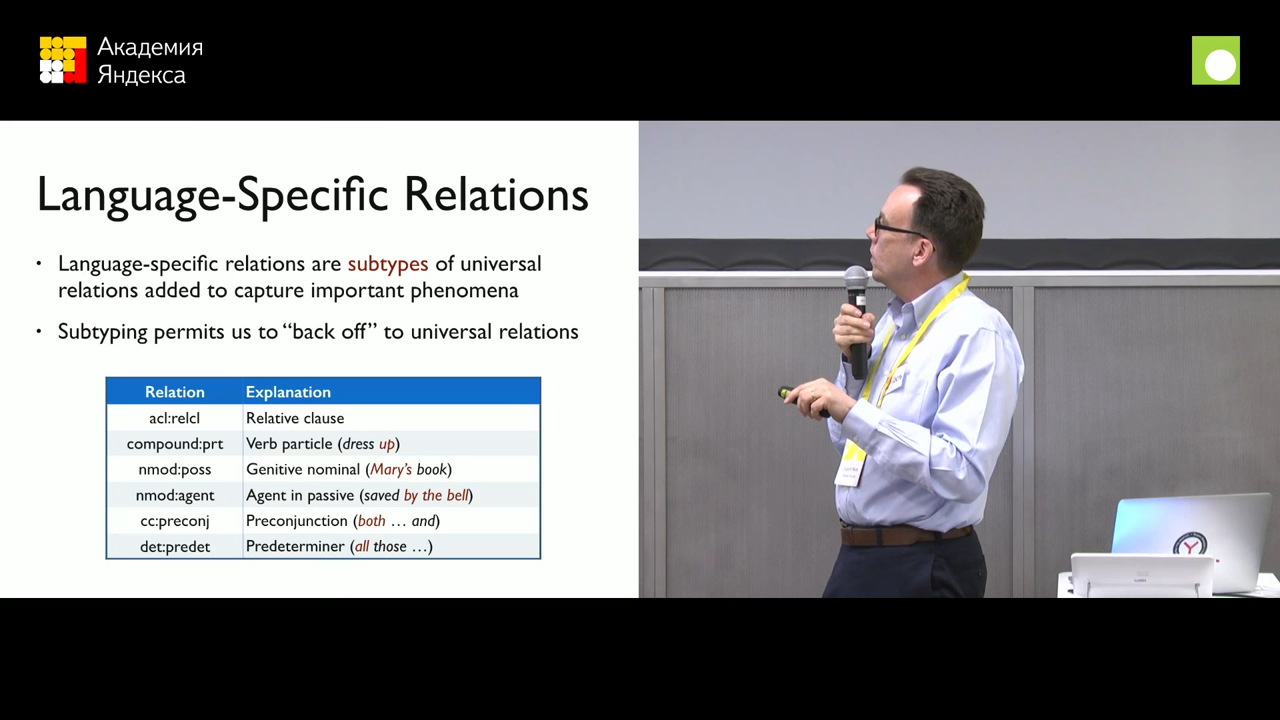 Академия
Яндекса
Language-Specific Relations
• Language-specific relations are subtypes of universal
relations added to capture important phenomena
• Subtyping permits us to “back off” to universal relations
Relation Explanation
acl:relcl Relative clause
compound:prt Verb particle (dress up)
nmod:poss Genitive nominal (Mary’s book)
nmod:agent Agent in passive (saved by the bell)
cc:preconj Preconjunction (both … and)
det:predet Predeterminer (all those …)